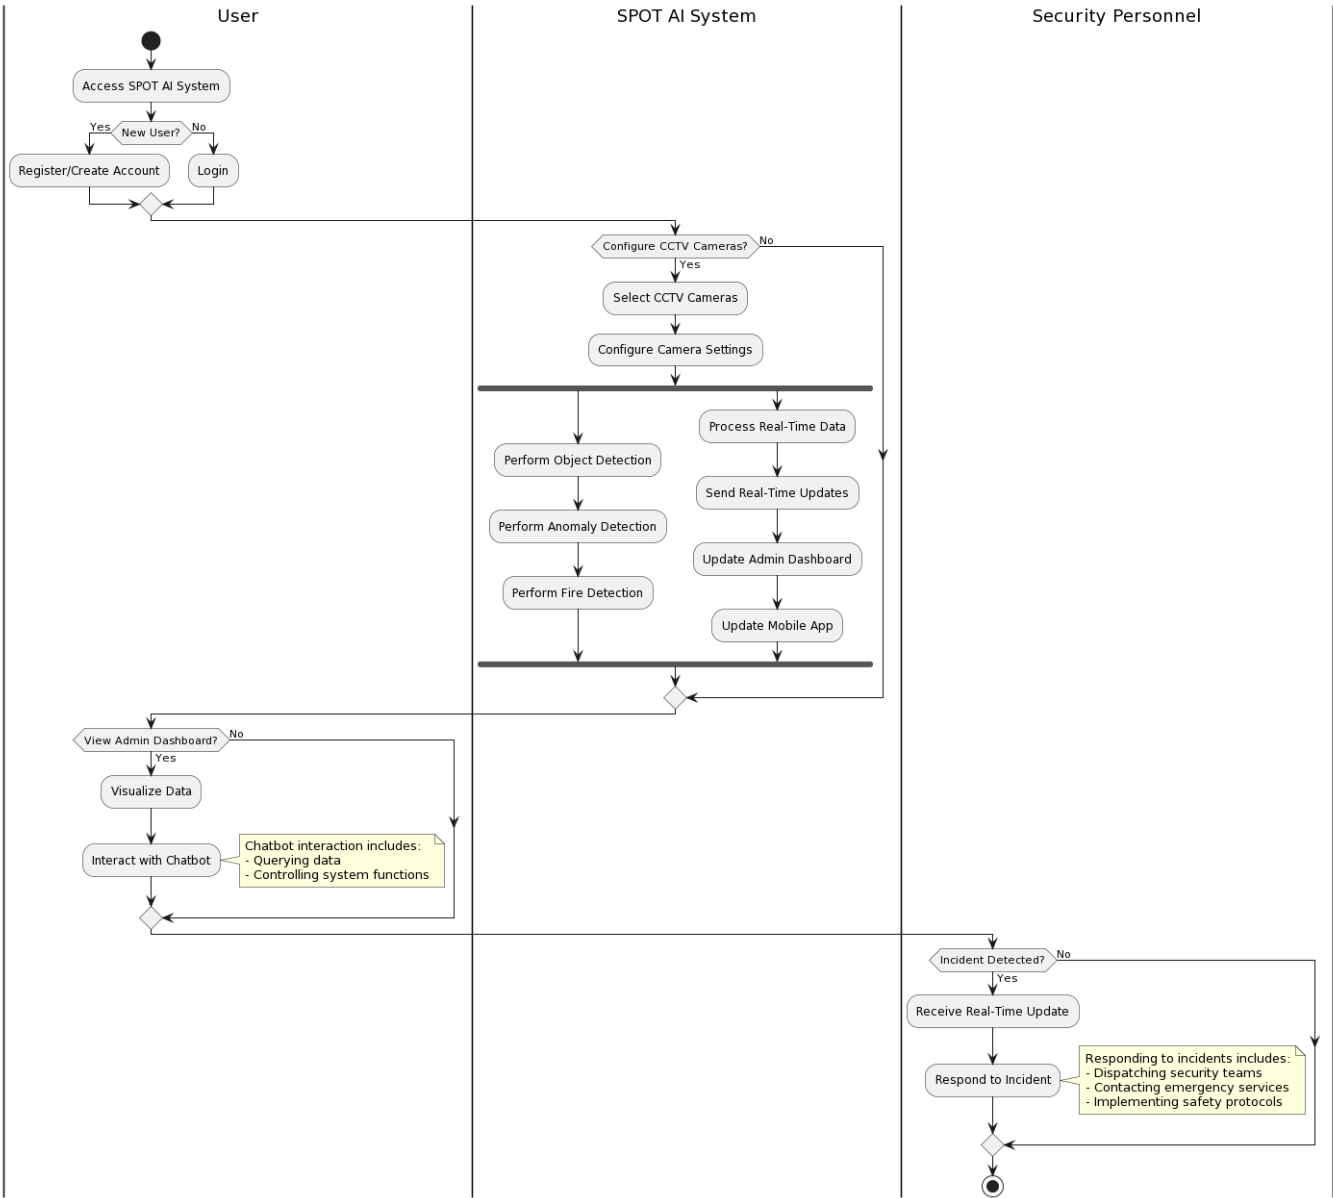 User
SPOT AI System
Security Personnel
Access SPOT AI System
New User?
Yes
No
Register/Create Account
Login
Configure CCTV Cameras?
No
Yes
Select CCTV Cameras
Configure Camera Settings
Perform Object Detection
Perform Anomaly Detection
Perform Fire Detection
Process Real-Time Data
Send Real-Time Updates
Update Admin Dashboard
Update Mobile App
View Admin Dashboard?
No
Yes
Visualize Data
Interact with Chatbot
Chatbot interaction includes:
- Querying data
- Controlling system functions
Incident Detected?
No
Yes
Receive Real-Time Update
Respond to Incident
Responding to incidents includes:
- Dispatching security teams
- Contacting emergency services
- Implementing safety protocols